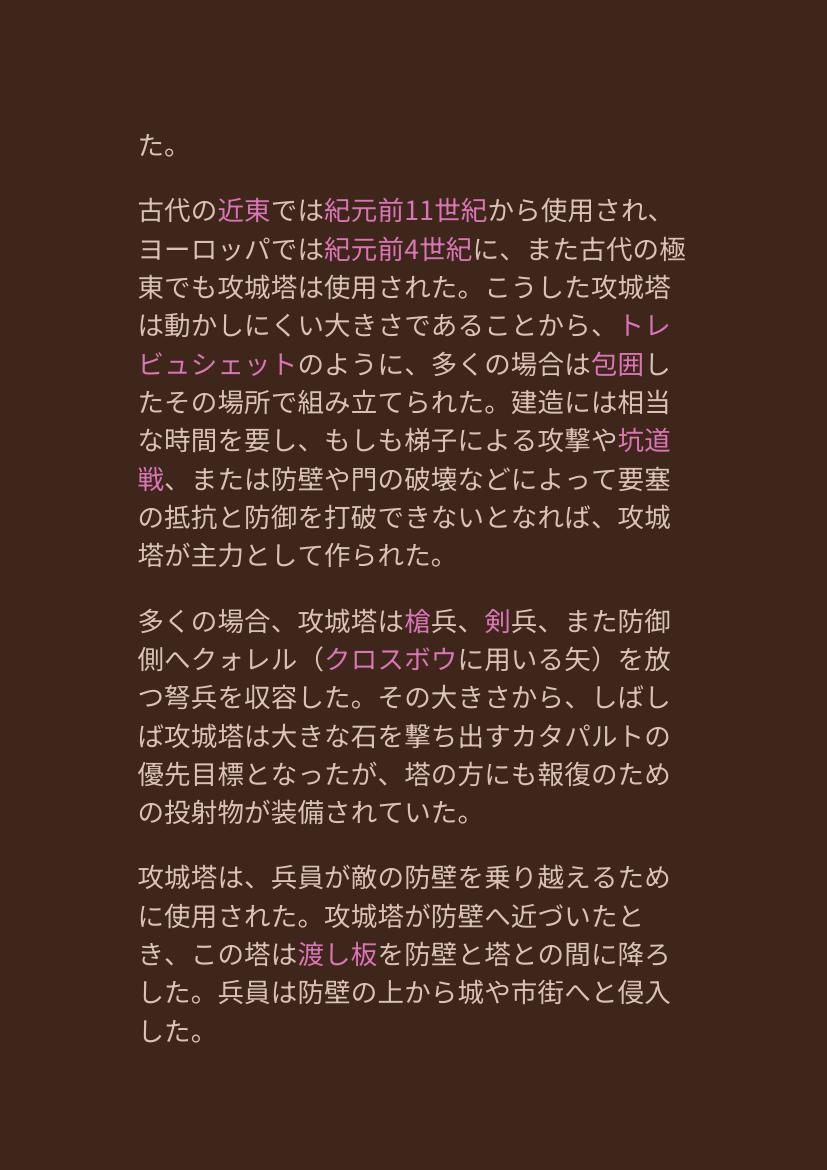 た。
古代の近東では紀元前11世紀から使用され、
ヨーロッパでは紀元前4世紀に、また古代の極
東でも攻城塔は使用された。こうした攻城塔
は動かしにくい大きさであることから、トレ
ビュシェットのように、多くの場合は包囲し
たその場所で組み立てられた。建造には相当
な時間を要し、もしも梯子による攻撃や坑道
戦、または防壁や門の破壊などによって要塞
の抵抗と防御を打破できないとなれば、攻城
塔が主力として作られた。
多くの場合、攻城塔は槍兵、剣兵、また防御
側へクォレル（クロスボウに用いる矢）を放
つ弩兵を収容した。その大きさから、しばし
ば攻城塔は大きな石を撃ち出すカタパルトの
優先目標となったが、塔の方にも報復のため
の投射物が装備されていた。
攻城塔は、兵員が敵の防壁を乗り越えるため
に使用された。攻城塔が防壁へ近づいたと
き、この塔は渡し板を防壁と塔との間に降ろ
した。兵員は防壁の上から城や市街へと侵入
した。